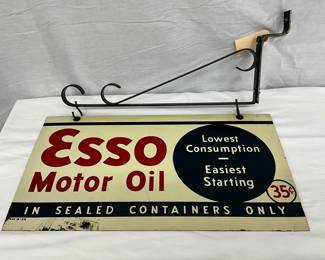 Esso
Motor Oil
Lowest
Consumption
—
Easiest
Starting
35¢
IN SEALED CONTAINERS ONLY